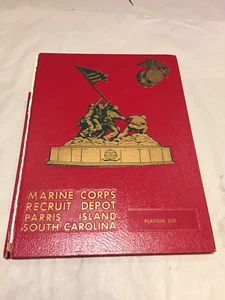 MARINE CORPS
RECRUIT DEPOT
PARRIS ISLAND
SOUTH CAROLINA
PLATOON